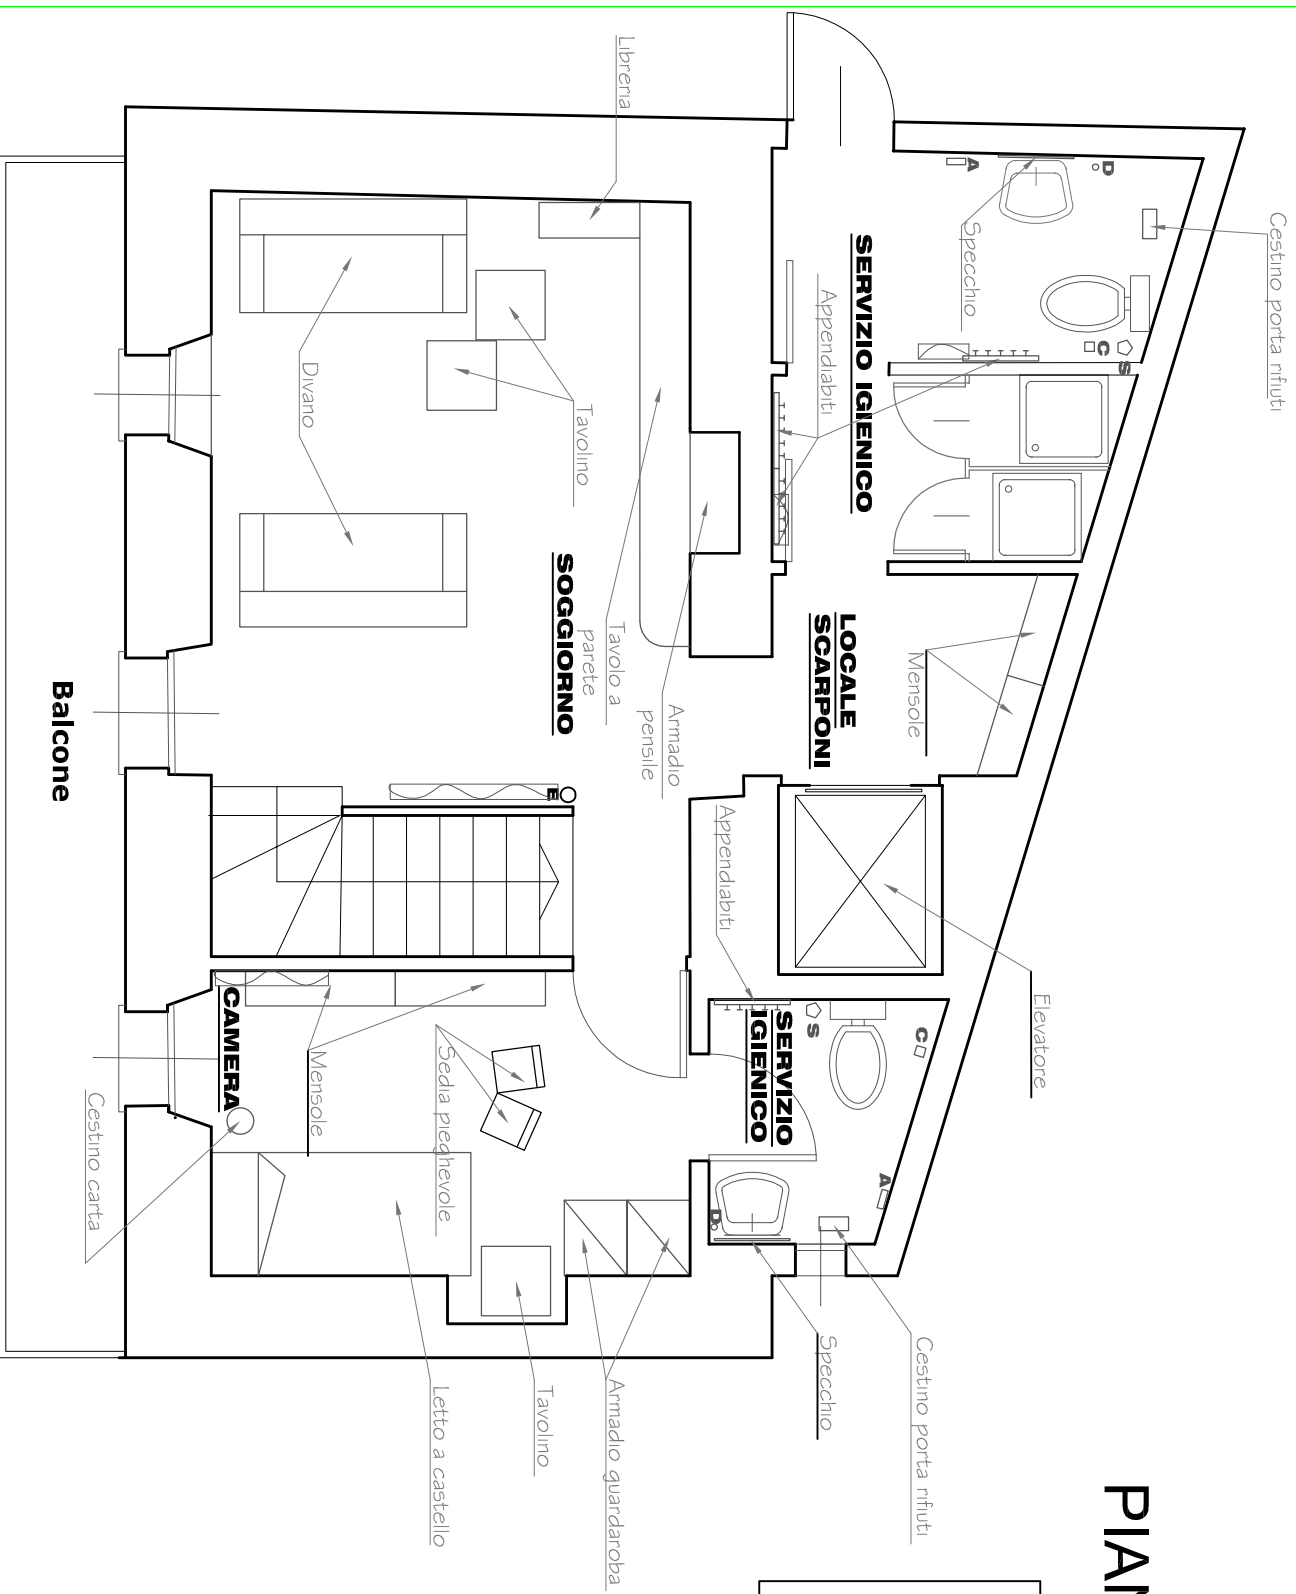 Libreria
Cestino porta rifiuti
A
D
Specchio
SERVIZIO IGIENICO
Appendiabiti
C
S
Divano
Tavolino
SOGGIORNO
Tavolo a
parete
Armadio
pensile
LOCALE
SCARPONI
Mensole
Balcone
E
Appendiabiti
Elevatore
CAMERA
Mensole
Sedia pieghevole
SERVIZIO
IGIENICO
S
C
A
D
Cestino carta
Letto a castello
Tavolino
Armadio guardaroba
Specchio
Cestino porta rifiuti